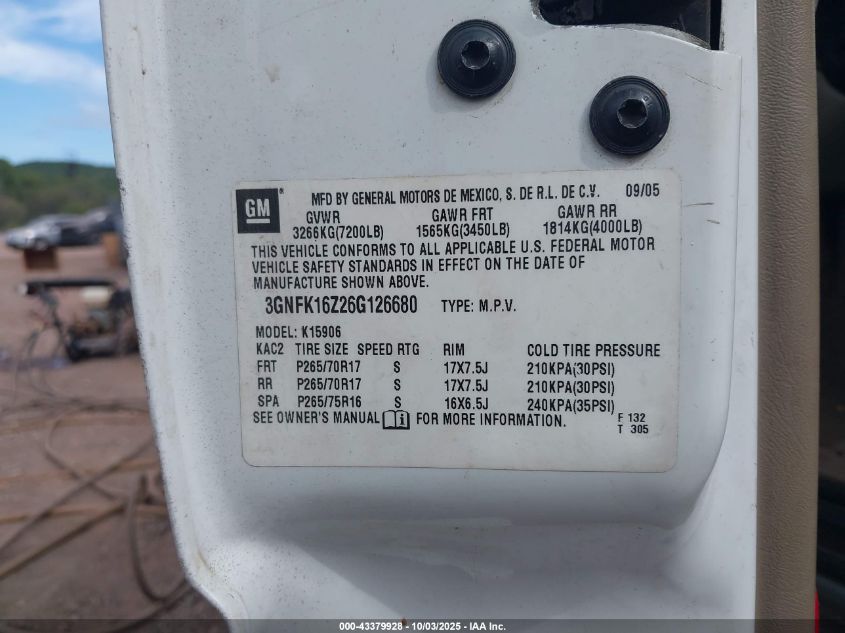 GM MFD BY GENERAL MOTORS DE MEXICO, S. DE R.L. DE C.V. 09/05
GVWR GAWR FRT GAWR RR
3266KG(7200LB) 1565KG(3450LB) 1814KG(4000LB)
THIS VEHICLE CONFORMS TO ALL APPLICABLE U.S. FEDERAL MOTOR
VEHICLE SAFETY STANDARDS IN EFFECT ON THE DATE OF
MANUFACTURE SHOWN ABOVE.
3GNFK16Z26G126680 TYPE: M.P.V.
MODEL: K15906
KAC2 TIRE SIZE SPEED RTG RIM COLD TIRE PRESSURE
FRT P265/70R17 S 17X7.5J 210KPA(30PSI)
RR P265/70R17 S 17X7.5J 210KPA(30PSI)
SPA P265/75R16 S 16X6.5J 240KPA(35PSI)
SEE OWNER'S MANUAL FOR MORE INFORMATION. F 132
T 305
000-43379928 - 10/03/2025 - IAA Inc.